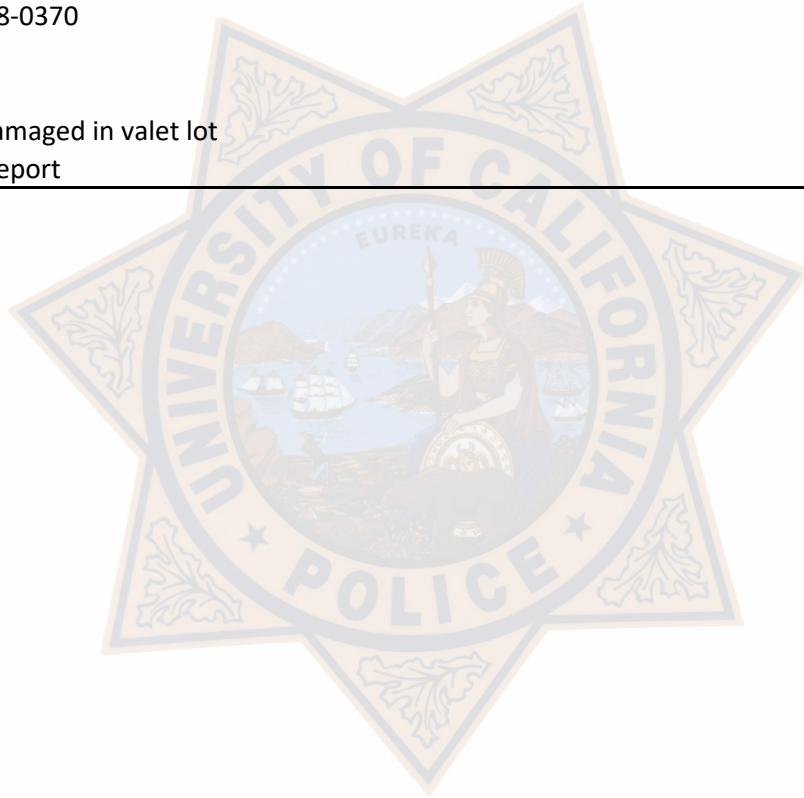 8-0370
amaged in valet lot
eport
UNIVERSITY OF CALIFORNIA
EUREKA
POLICE